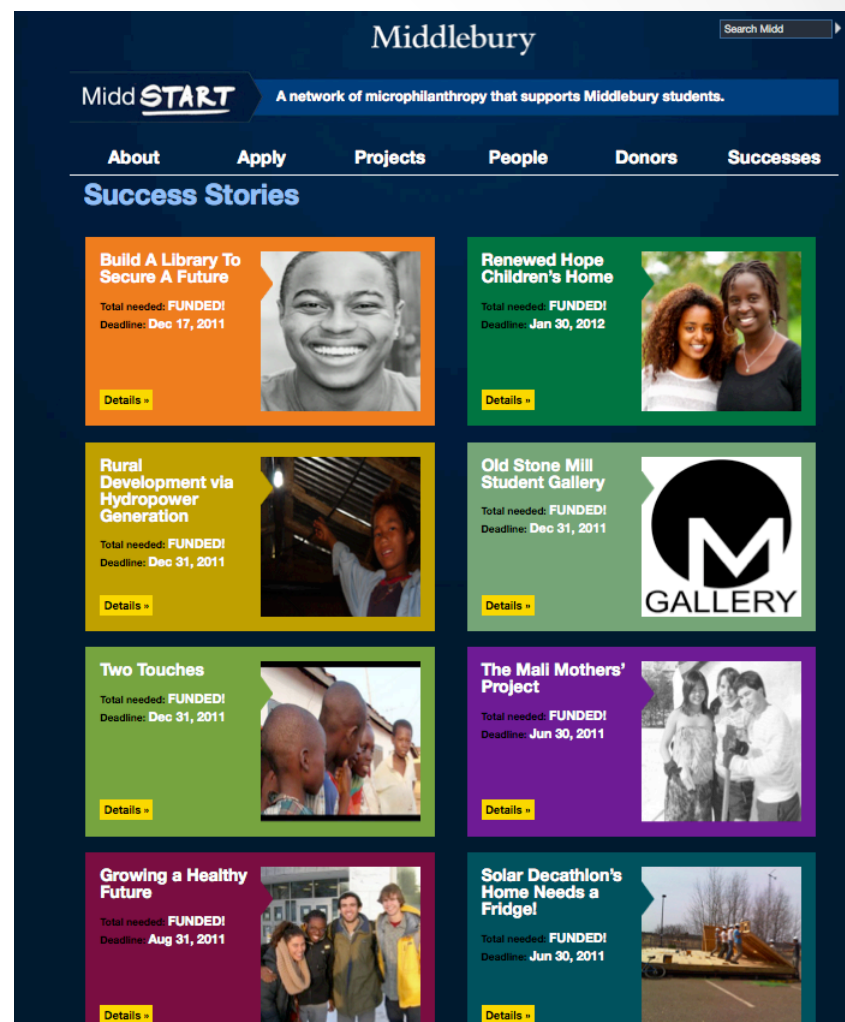 Middlebury
Search Midd
Midd START
A network of microphilanthropy that supports Middlebury students.
About Apply Projects People Donors Successes
Success Stories
Build A Library To
Secure A Future
Total needed: FUNDED!
Deadline: Dec 17, 2011
Details »
Renewed Hope
Children's Home
Total needed: FUNDED!
Deadline: Jan 30, 2012
Details »
Rural
Development via
Hydropower
Generation
Total needed: FUNDED!
Deadline: Dec 31, 2011
Details »
Old Stone Mill
Student Gallery
Total needed: FUNDED!
Deadline: Dec 31, 2011
Details »
M
GALLERY
Two Touches
Total needed: FUNDED!
Deadline: Dec 31, 2011
Details »
The Mali Mothers'
Project
Total needed: FUNDED!
Deadline: Jun 30, 2011
Details »
Growing a Healthy
Future
Total needed: FUNDED!
Deadline: Aug 31, 2011
Details »
Solar Decathlon's
Home Needs a
Fridge!
Total needed: FUNDED!
Deadline: Jun 30, 2011
Details »